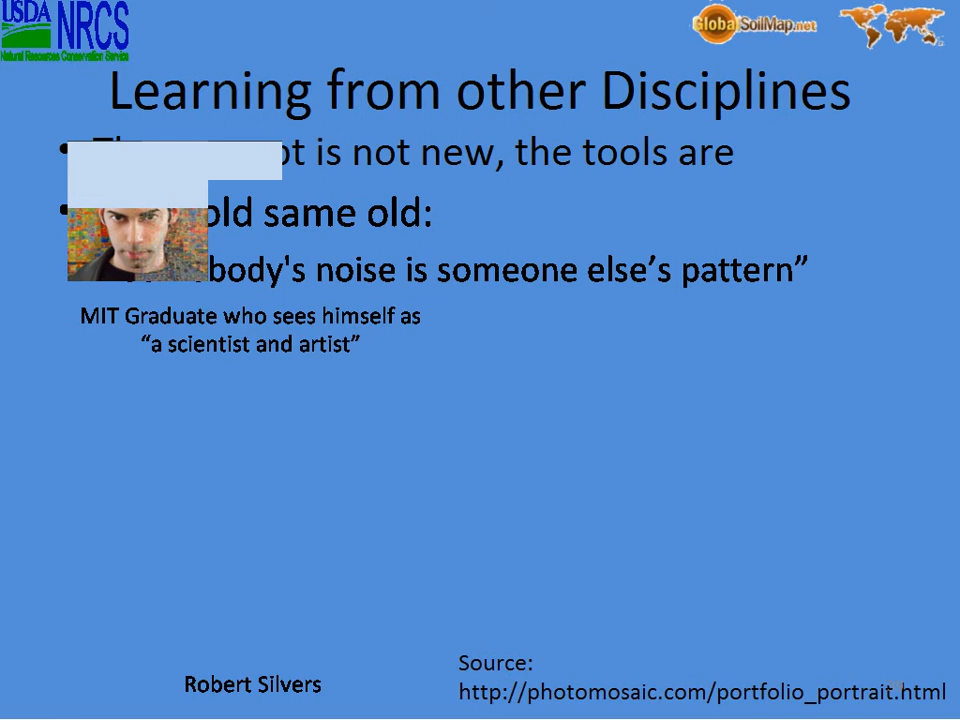 USDA
NRCS
Natural Resources Conservation Service
GlobalSoilMap.net
Learning from other Disciplines
is not new, the tools are
old same old:
noise is someone else’s pattern”
MIT Graduate who sees himself as
“a scientist and artist”
Robert Silvers
Source:
http://photomosaic.com/portfolio_portrait.html